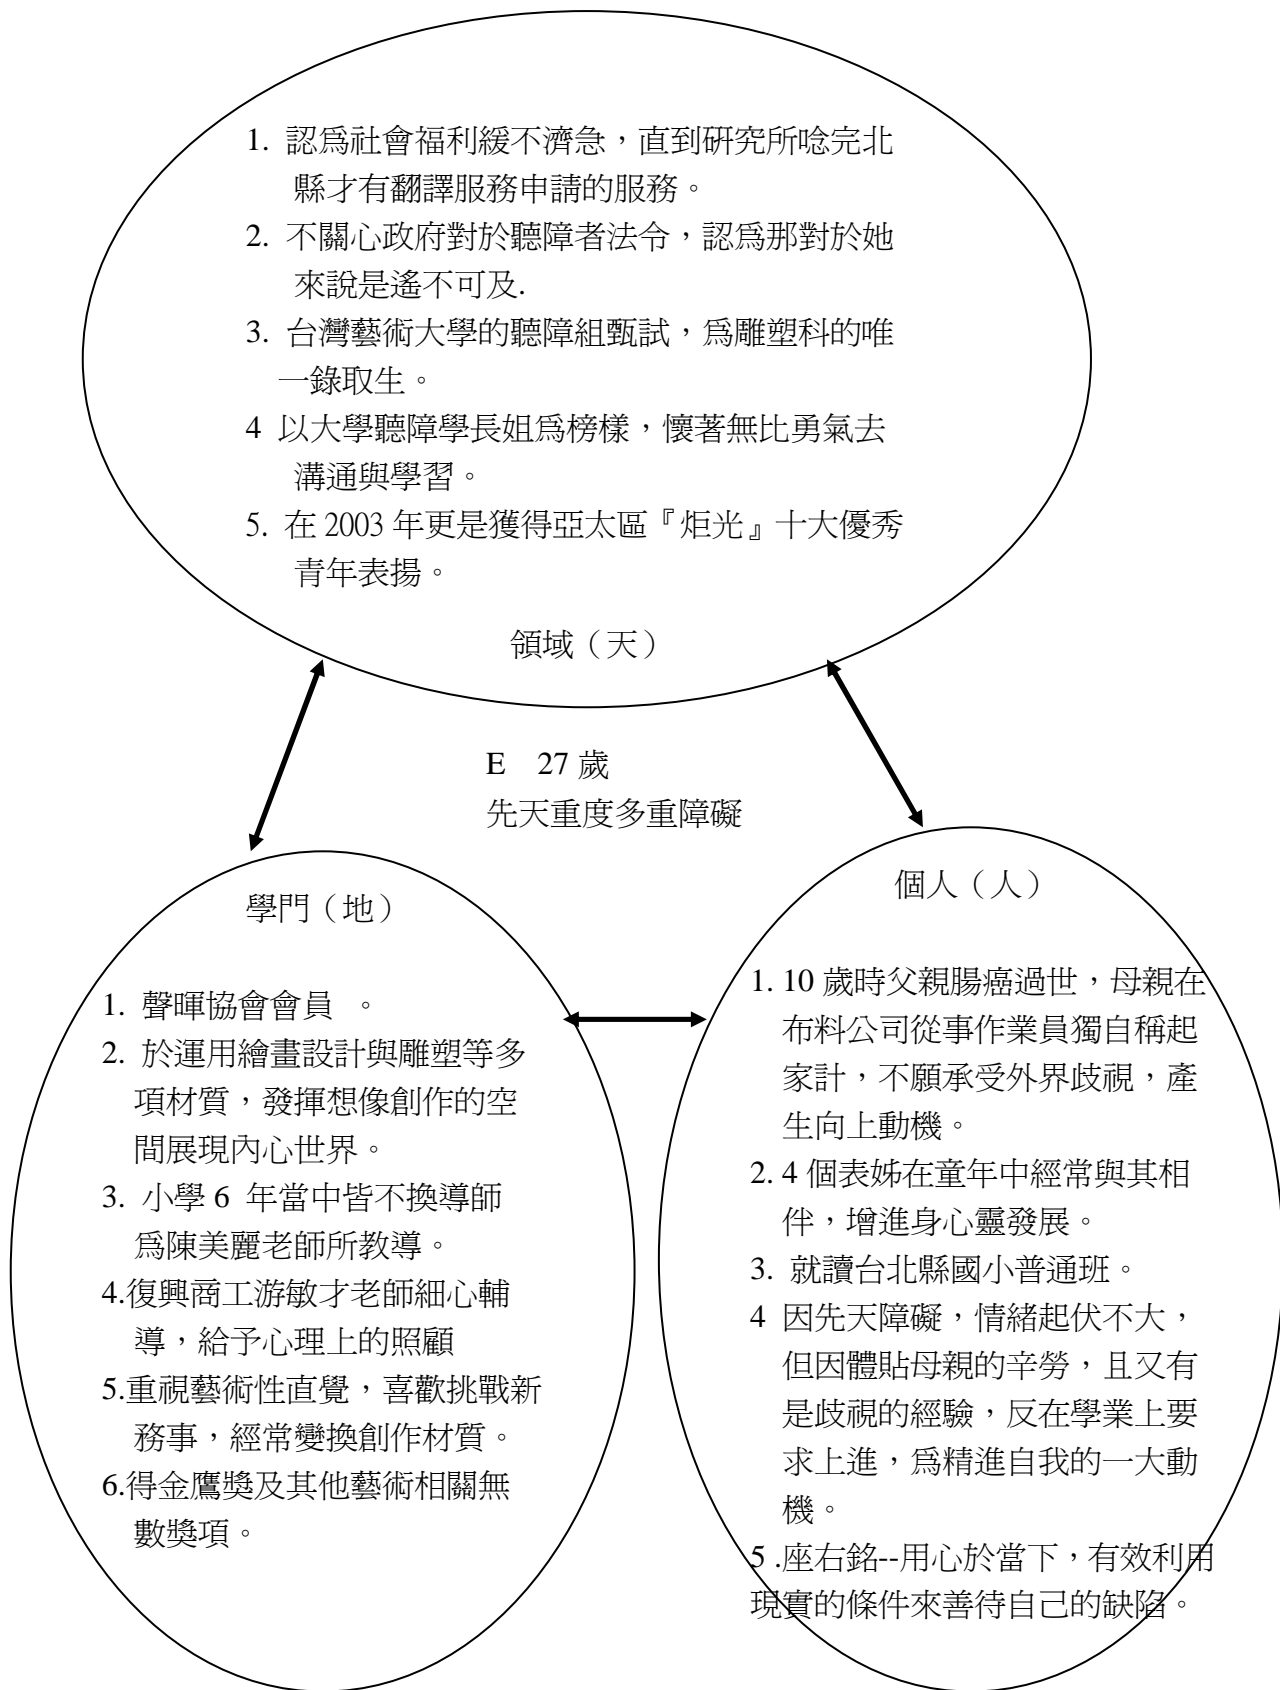 1. 認為社會福利緩不濟急，直到研究所唸完北
縣才有翻譯服務申請的服務。
2. 不關心政府對於聽障者法令，認為那對於她
來說是遙不可及.
3. 台灣藝術大學的聽障組甄試，為雕塑科的唯
一錄取生。
4 以大學聽障學長姐為榜樣，懷著無比勇氣去
溝通與學習。
5. 在 2003 年更是獲得亞太區『炬光』十大優秀
青年表揚。
領域（天）
E 27 歲
先天重度多重障礙
學門（地）
1. 聲暉協會會員 。
2. 於運用繪畫設計與雕塑等多
項材質，發揮想像創作的空
間展現內心世界。
3. 小學 6 年當中皆不換導師
為陳美麗老師所教導。
4.復興商工游敏才老師細心輔
導，給予心理上的照顧
5.重視藝術性直覺，喜歡挑戰新
務事，經常變換創作材質。
6.得金鷹獎及其他藝術相關無
數獎項。
個人（人）
1. 10 歲時父親腸癌過世，母親在
布料公司從事作業員獨自稱起
家計，不願承受外界歧視，產
生向上動機。
2. 4 個表姊在童年中經常與其相
伴，增進身心靈發展。
3. 就讀台北縣國小普通班。
4 因先天障礙，情緒起伏不大，
但因體貼母親的辛勞，且又有
是歧視的經驗，反在學業上要
求上進，為精進自我的一大動
機。
5 .座右銘--用心於當下，有效利用
現實的條件來善待自己的缺陷。